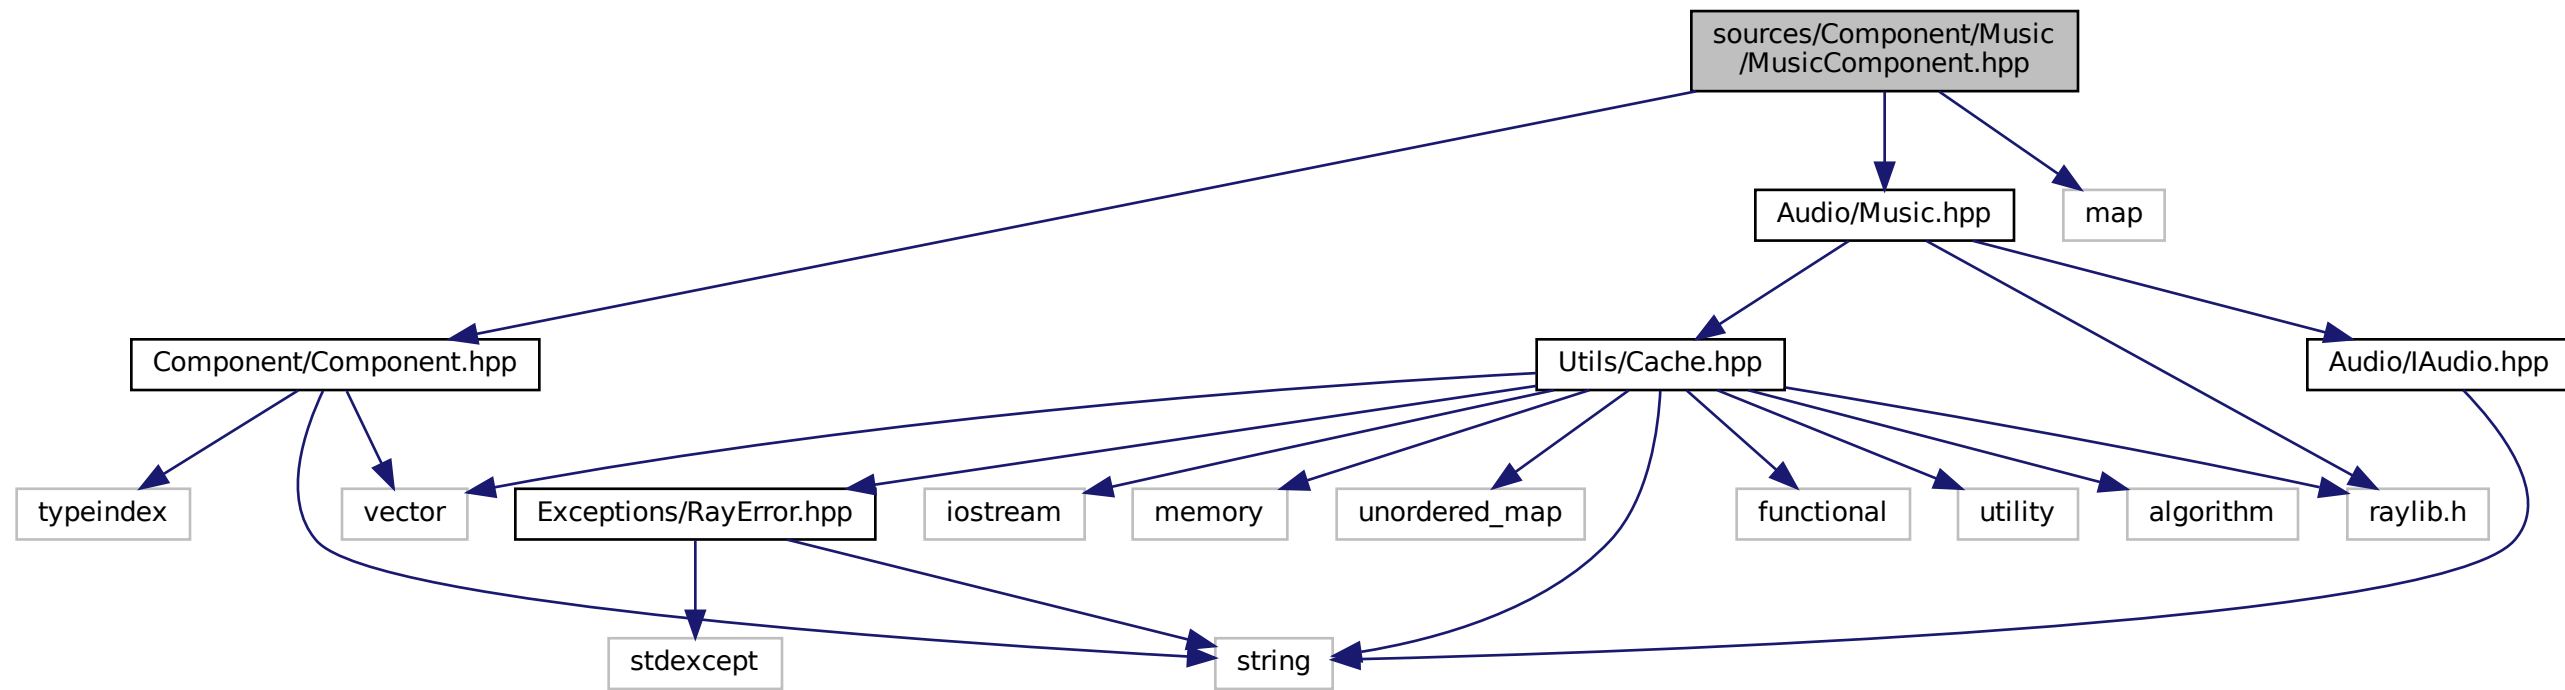 sources/Component/Music
/MusicComponent.hpp
Audio/Music.hpp
map
Component/Component.hpp
Utils/Cache.hpp
Audio/IAudio.hpp
typeindex
vector
Exceptions/RayError.hpp
iostream
memory
unordered_map
functional
utility
algorithm
raylib.h
stdexcept
string